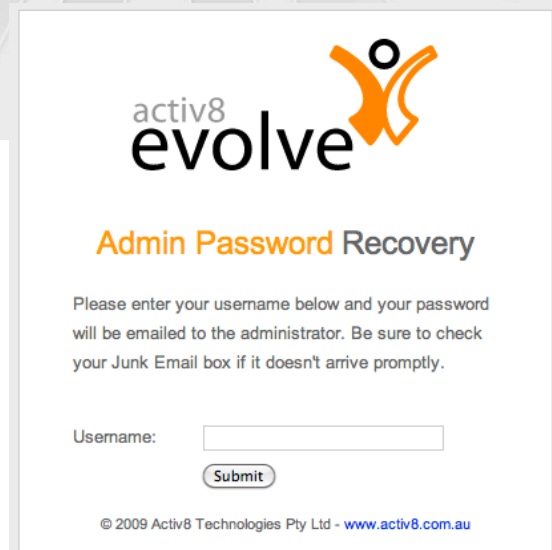 activ8
evolve
Admin Password Recovery
Please enter your username below and your password
will be emailed to the administrator. Be sure to check
your Junk Email box if it doesn't arrive promptly.
Username:
Submit
© 2009 Activ8 Technologies Pty Ltd - www.activ8.com.au